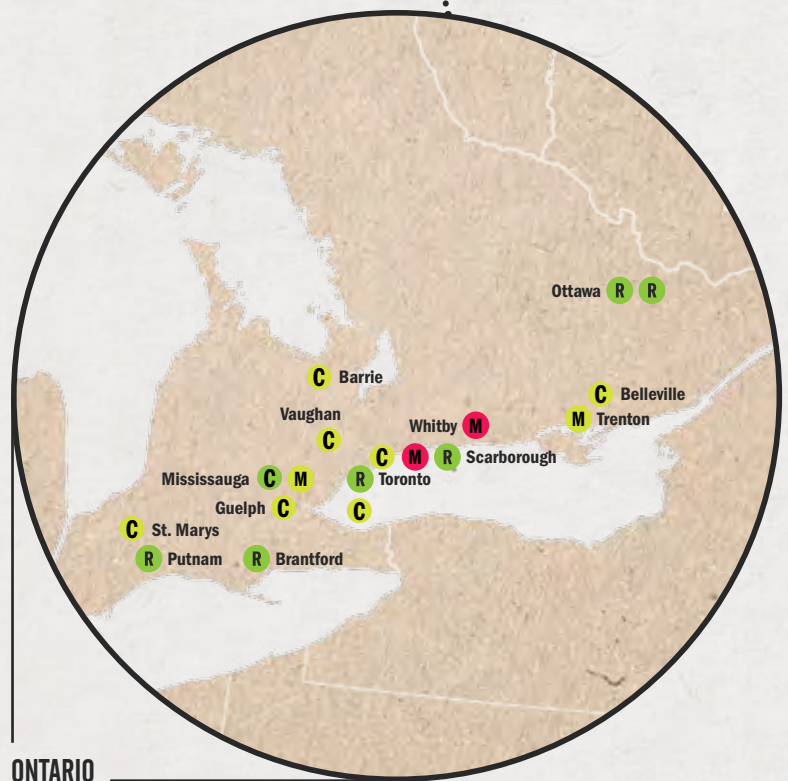 Ottawa R R
C Barrie
C Belleville
Vaughan
M Trenton
Whitby M
C
C M R Scarborough
Mississauga C M
R Toronto
Guelph C
C
C St. Marys
R Putnam
R Brantford
ONTARIO